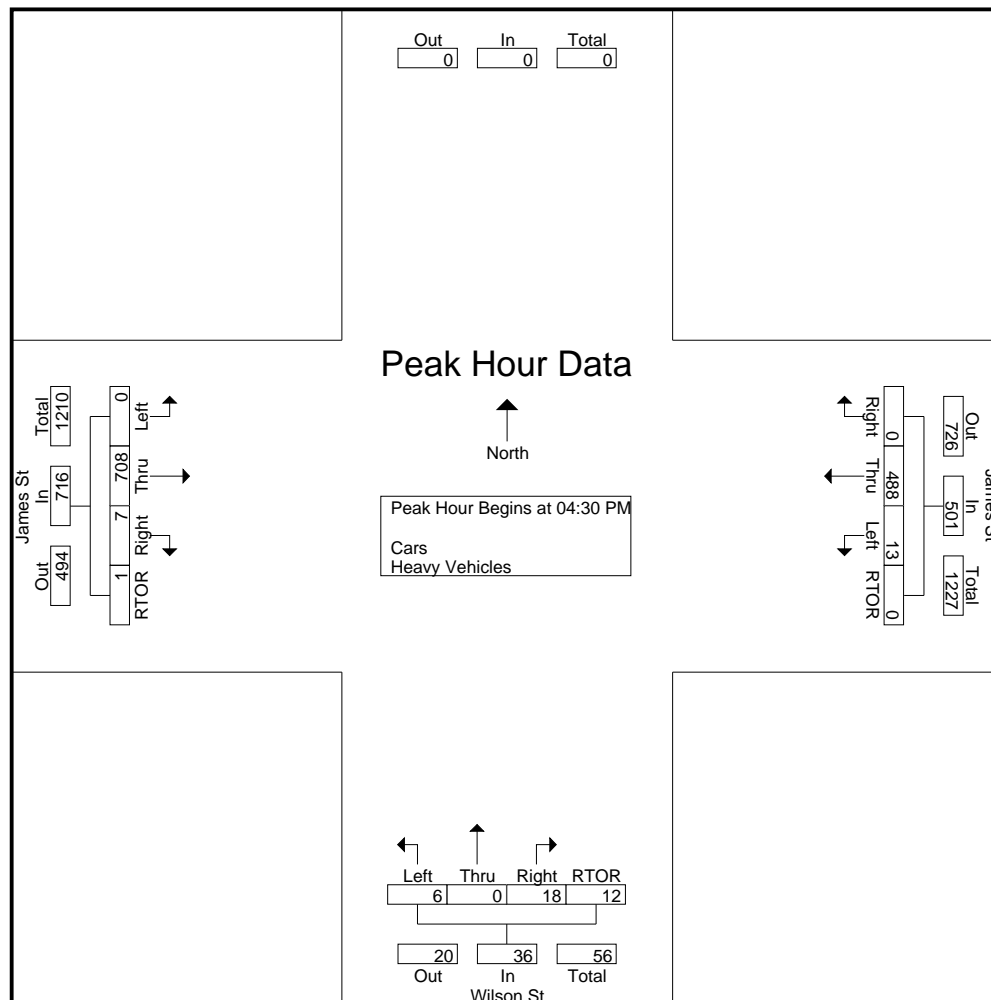 Out In Total
0 0 0
Peak Hour Data
North
Peak Hour Begins at 04:30 PM
Cars
Heavy Vehicles
James St
Out In Total
494 716 1210
RTOR Right Thru Left
1 7 708 0
James St
Out In Total
726 501 1227
Right Thru Left RTOR
0 488 13 0
Left Thru Right RTOR
6 0 18 12
20 36 56
Out In Total
Wilson St